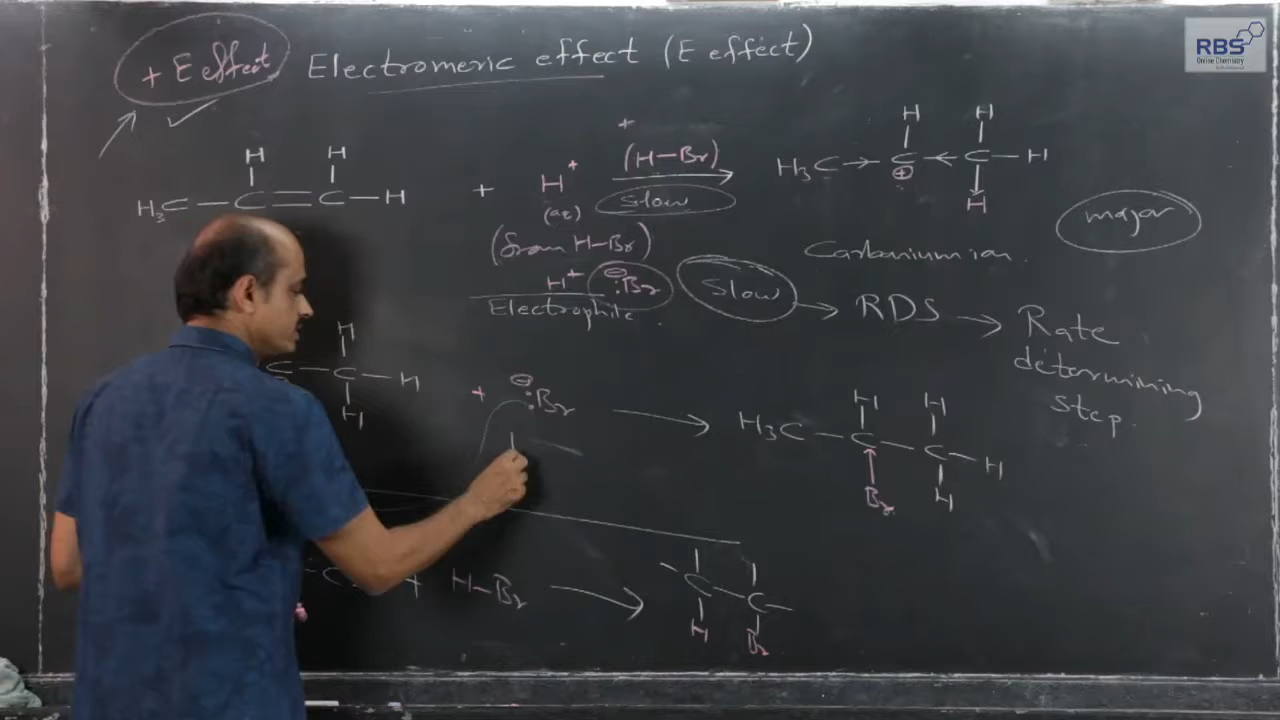 + E effect Electromeric effect (E effect)
RBS
Online Chemistry
H H
H3C — C = C — H + H+ (H — Br) +
(aq) Slow
H H
H3C → C ← C — H
⊕ H
(from H — Br)
H+ ⊖:Br
Electrophile.
Carbonium ion.
major
Slow → RDS → Rate
determining
step.
H
C — C — H + ⊖:Br →
H
H H
H3C — C — C — H
Br H
C + H — Br → C — C
H Br